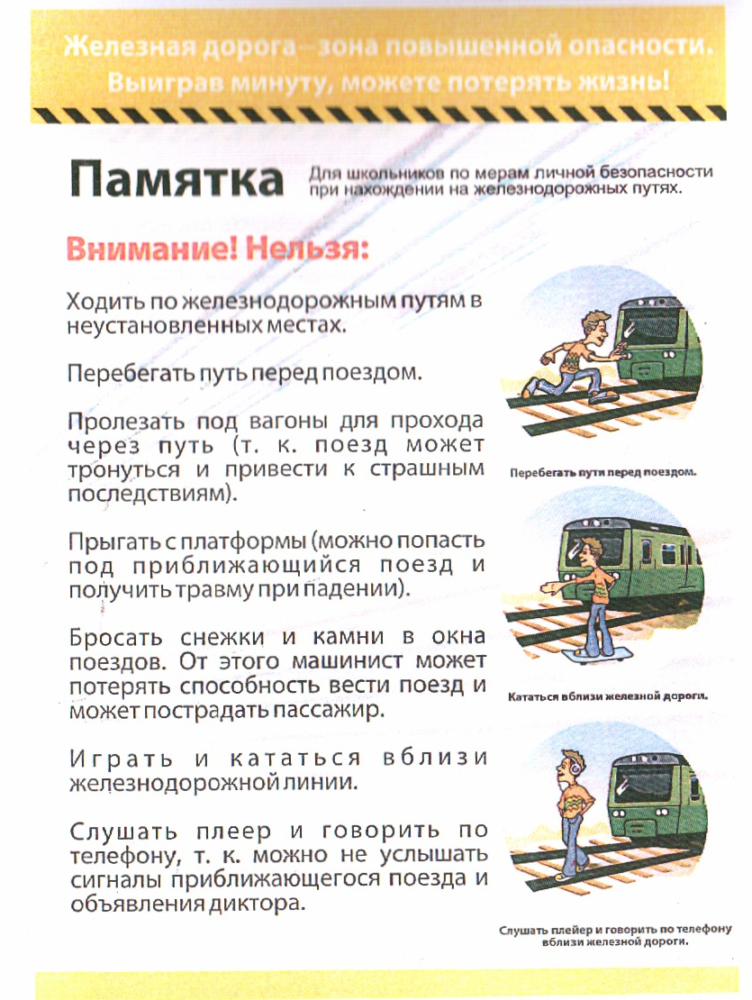 Железная дорога—зона повышенной опасности.
Выиграв минуту, можете потерять жизнь!
Памятка
Для школьников по мерам личной безопасности
при нахождении на железнодорожных путях.
Внимание! Нельзя:
Ходить по железнодорожным путям в
неустановленных местах.
Перебегать путь перед поездом.
Пролезать под вагоны для прохода
через путь (т. к. поезд может
тронуться и привести к страшным
последствиям).
Прыгать с платформы (можно попасть
под приближающийся поезд и
получить травму при падении).
Бросать снежки и камни в окна
поездов. От этого машинист может
потерять способность вести поезд и
может пострадать пассажир.
Играть и кататься вблизи
железнодорожной линии.
Слушать плеер и говорить по
телефону, т. к. можно не услышать
сигналы приближающегося поезда и
объявления диктора.
Перебегать пути перед поездом.
Кататься вблизи железной дороги.
Слушать плейер и говорить по телефону
вблизи железной дороги.